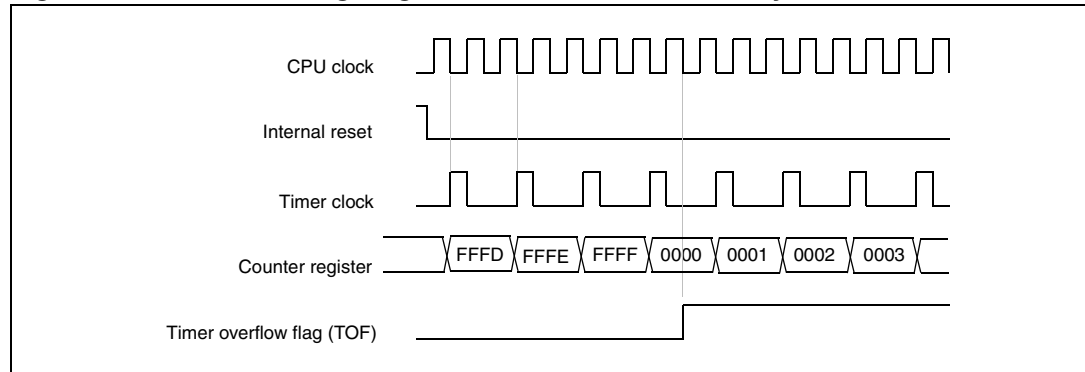 CPU clock
Internal reset
Timer clock
Counter register
FFFD FFFE FFFF 0000 0001 0002 0003
Timer overflow flag (TOF)